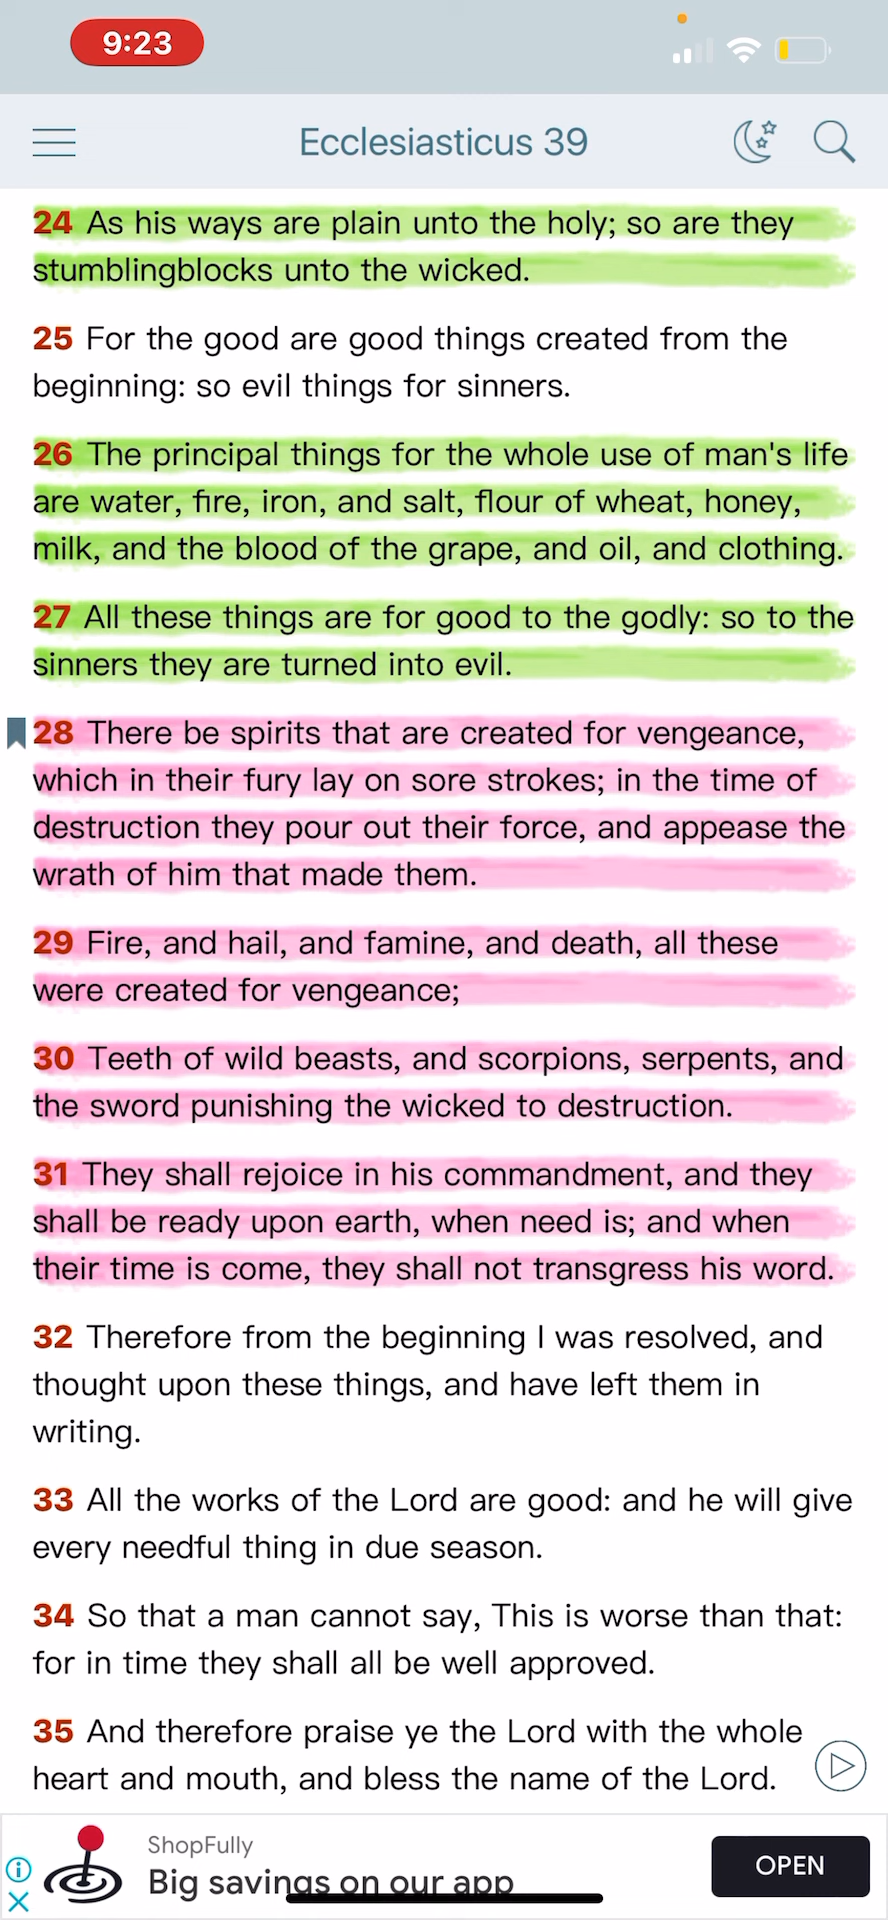 9:23
Ecclesiasticus 39
24 As his ways are plain unto the holy; so are they
stumblingblocks unto the wicked.
25 For the good are good things created from the
beginning: so evil things for sinners.
26 The principal things for the whole use of man's life
are water, fire, iron, and salt, flour of wheat, honey,
milk, and the blood of the grape, and oil, and clothing.
27 All these things are for good to the godly: so to the
sinners they are turned into evil.
28 There be spirits that are created for vengeance,
which in their fury lay on sore strokes; in the time of
destruction they pour out their force, and appease the
wrath of him that made them.
29 Fire, and hail, and famine, and death, all these
were created for vengeance;
30 Teeth of wild beasts, and scorpions, serpents, and
the sword punishing the wicked to destruction.
31 They shall rejoice in his commandment, and they
shall be ready upon earth, when need is; and when
their time is come, they shall not transgress his word.
32 Therefore from the beginning I was resolved, and
thought upon these things, and have left them in
writing.
33 All the works of the Lord are good: and he will give
every needful thing in due season.
34 So that a man cannot say, This is worse than that:
for in time they shall all be well approved.
35 And therefore praise ye the Lord with the whole
heart and mouth, and bless the name of the Lord.
ShopFully
Big savings on our app
OPEN